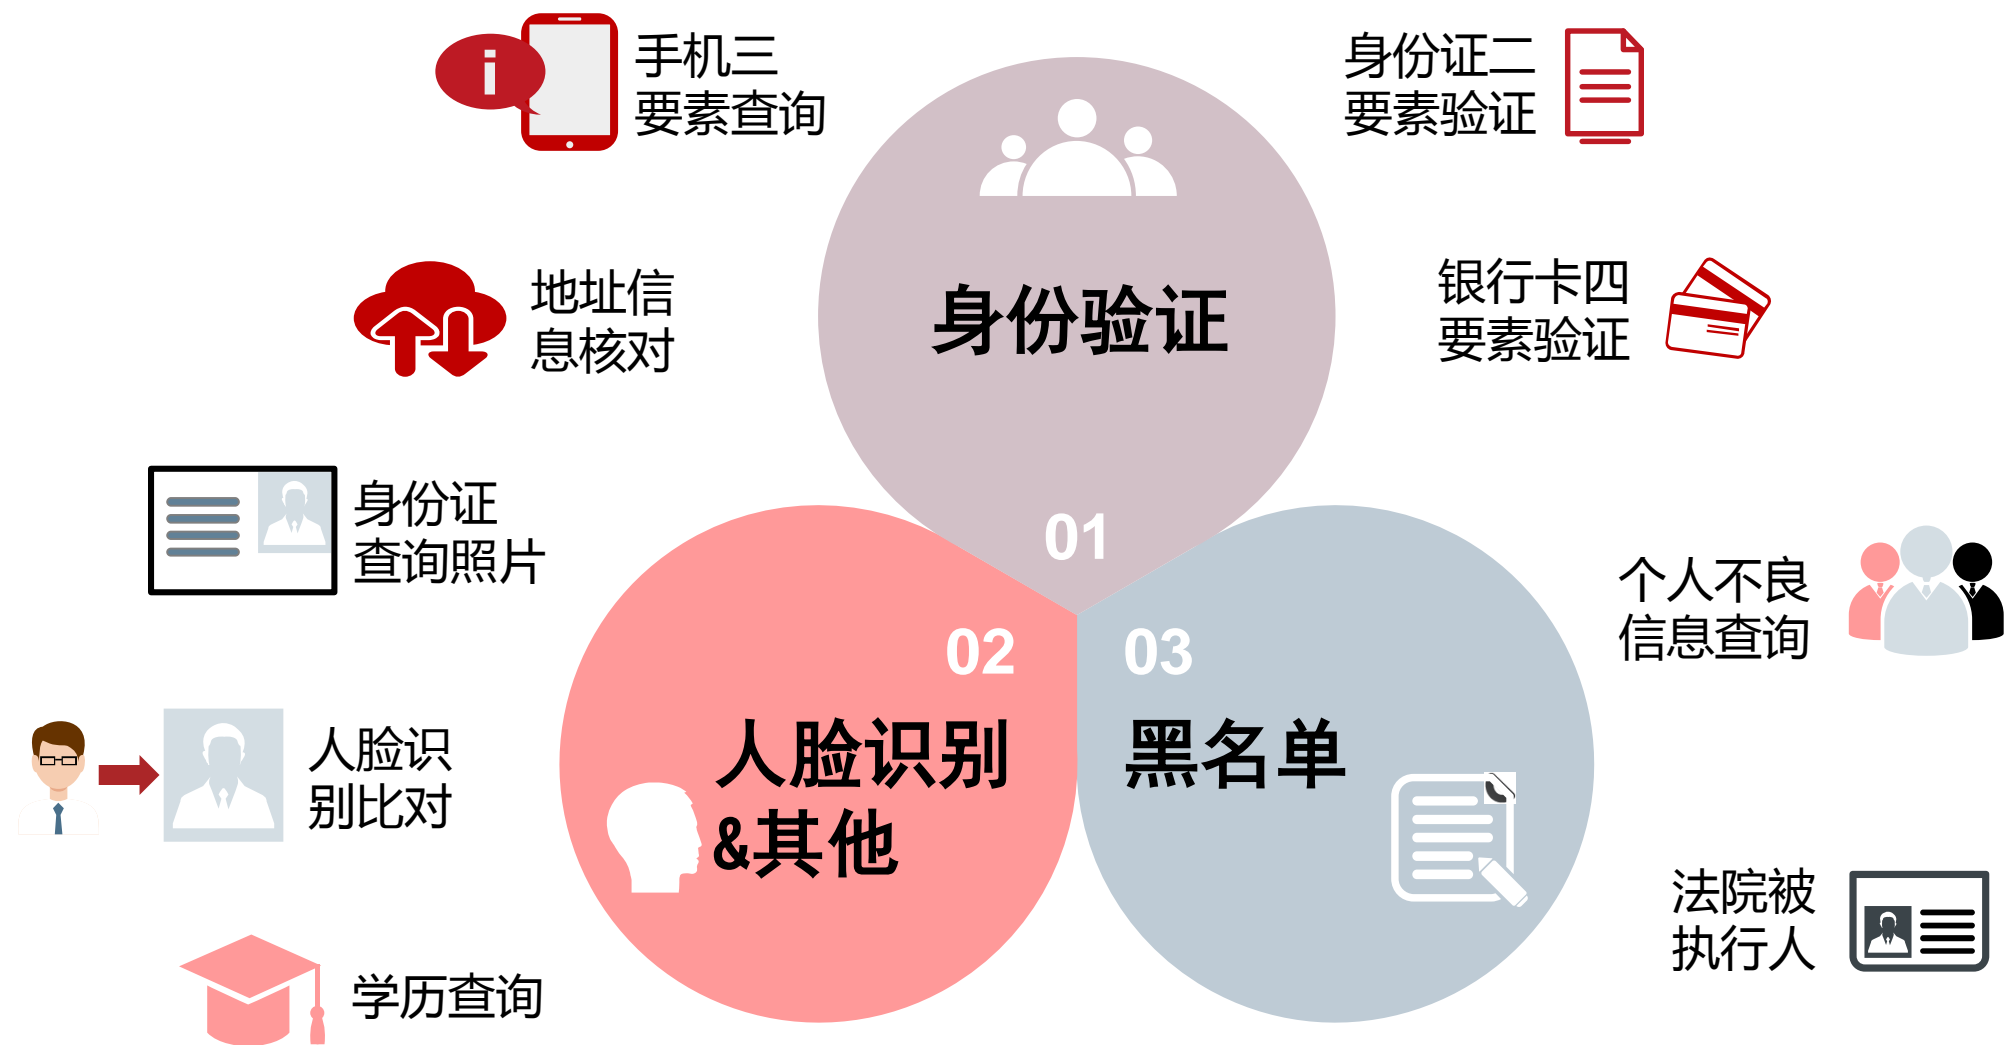 手机三
要素查询
身份证二
要素验证
地址信
息核对
银行卡四
要素验证
身份验证
01
身份证
查询照片
个人不良
信息查询
02
03
人脸识别
&其他
黑名单
人脸识
别比对
法院被
执行人
学历查询